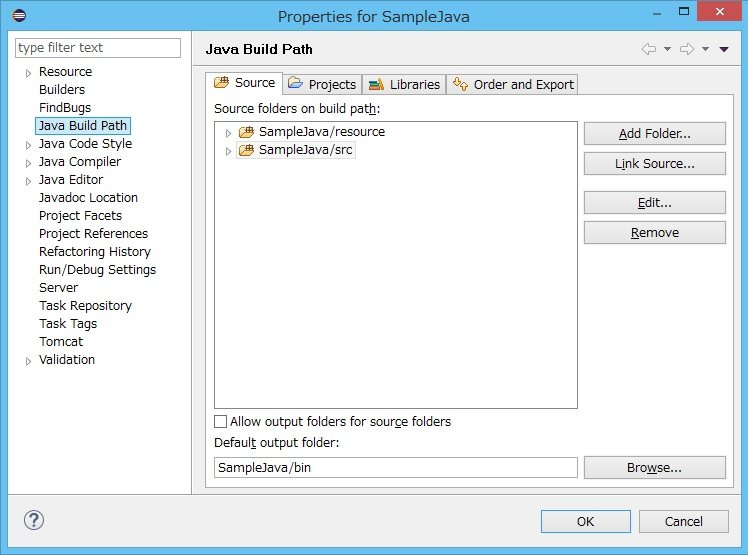 Properties for SampleJava
type filter text
Resource
Builders
FindBugs
Java Build Path
Java Code Style
Java Compiler
Java Editor
Javadoc Location
Project Facets
Project References
Refactoring History
Run/Debug Settings
Server
Task Repository
Task Tags
Tomcat
Validation
Java Build Path
Source Projects Libraries Order and Export
Source folders on build path:
SampleJava/resource
SampleJava/src
Add Folder...
Link Source...
Edit...
Remove
Allow output folders for source folders
Default output folder:
SampleJava/bin
Browse...
OK Cancel